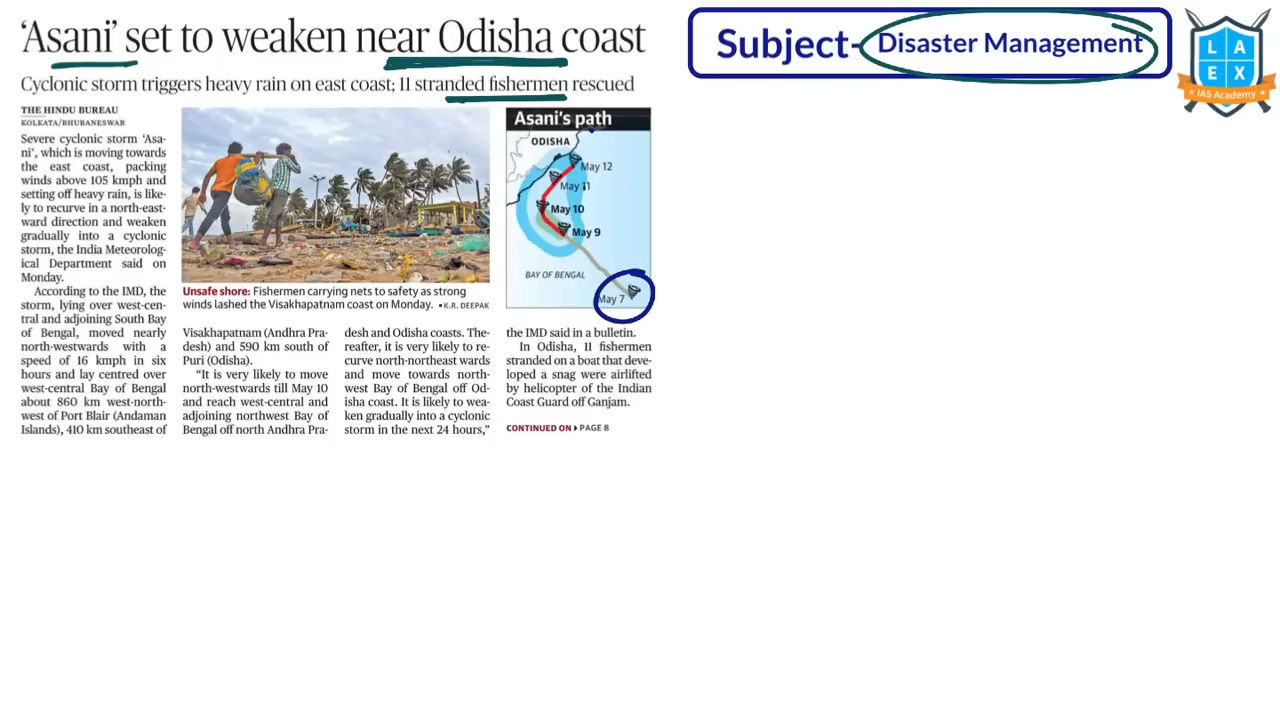 'Asani' set to weaken near Odisha coast
Cyclonic storm triggers heavy rain on east coast; 11 stranded fishermen rescued
THE HINDU BUREAU
KOLKATA/BHUBANESWAR
Severe cyclonic storm 'Asa-
ni', which is moving towards
the east coast, packing
winds above 105 kmph and
setting off heavy rain, is like-
ly to recurve in a north-east-
ward direction and weaken
gradually into a cyclonic
storm, the India Meteorolog-
ical Department said on
Monday.
According to the IMD, the
storm, lying over west-cen-
tral and adjoining South Bay
of Bengal, moved nearly
north-westwards with a
speed of 16 kmph in six
hours and lay centred over
west-central Bay of Bengal
about 860 km west-north-
west of Port Blair (Andaman
Islands), 410 km southeast of
Unsafe shore: Fishermen carrying nets to safety as strong
winds lashed the Visakhapatnam coast on Monday. • K.R. DEEPAK
Visakhapatnam (Andhra Pra-
desh) and 590 km south of
Puri (Odisha).
"It is very likely to move
north-westwards till May 10
and reach west-central and
adjoining northwest Bay of
Bengal off north Andhra Pra-
desh and Odisha coasts. The-
reafter, it is very likely to re-
curve north-northeast wards
and move towards north-
west Bay of Bengal off Od-
isha coast. It is likely to wea-
ken gradually into a cyclonic
storm in the next 24 hours,"
Asani's path
ODISHA
May 12
May 11
May 10
May 9
BAY OF BENGAL
May 7
the IMD said in a bulletin.
In Odisha, 11 fishermen
stranded on a boat that deve-
loped a snag were airlifted
by helicopter of the Indian
Coast Guard off Ganjam.
CONTINUED ON ▸ PAGE 8
Subject- Disaster Management
L A
E X
IAS Academy